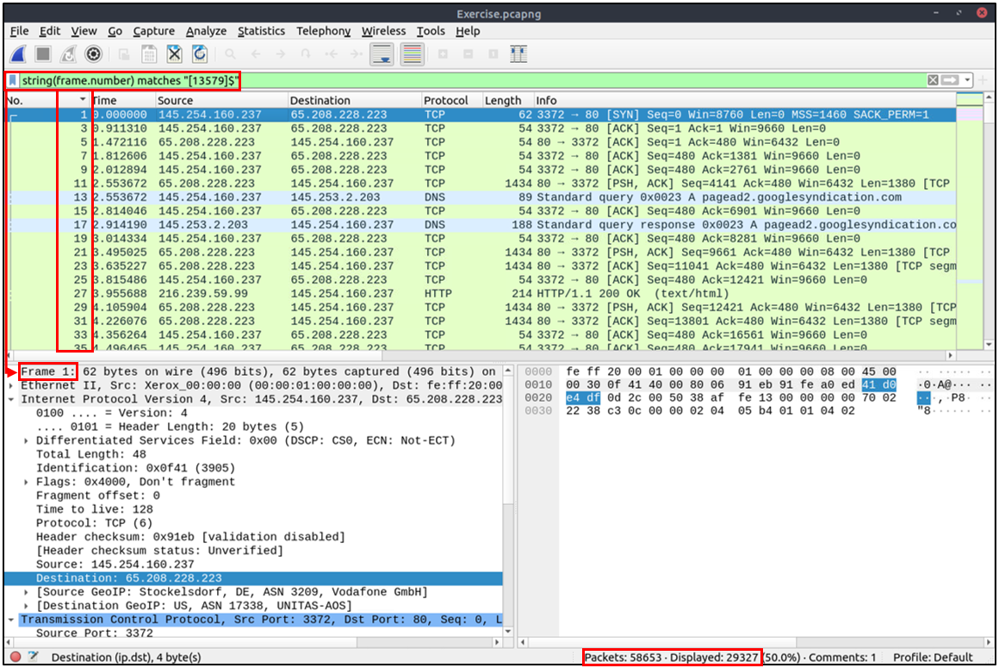 Exercise.pcapng
File Edit View Go Capture Analyze Statistics Telephony Wireless Tools Help
string(frame.number) matches "[13579]$"
No. Time Source Destination Protocol Length Info
1 0.000000 145.254.160.237 65.208.228.223 TCP 62 3372 → 80 [SYN] Seq=0 Win=8760 Len=0 MSS=1460 SACK_PERM=1
3 0.911310 145.254.160.237 65.208.228.223 TCP 54 3372 → 80 [ACK] Seq=1 Ack=1 Win=9660 Len=0
5 1.472116 65.208.228.223 145.254.160.237 TCP 54 80 → 3372 [ACK] Seq=1 Ack=480 Win=6432 Len=0
7 1.812606 145.254.160.237 65.208.228.223 TCP 54 3372 → 80 [ACK] Seq=480 Ack=1381 Win=9660 Len=0
9 2.012894 145.254.160.237 65.208.228.223 TCP 54 3372 → 80 [ACK] Seq=480 Ack=2761 Win=9660 Len=0
11 2.553672 65.208.228.223 145.254.160.237 TCP 1434 80 → 3372 [PSH, ACK] Seq=4141 Ack=480 Win=6432 Len=1380 [TCP
13 2.553672 145.254.160.237 145.253.2.203 DNS 89 Standard query 0x0023 A pagead2.googlesyndication.com
15 2.814046 145.254.160.237 65.208.228.223 TCP 54 3372 → 80 [ACK] Seq=480 Ack=6901 Win=9660 Len=0
17 2.914190 145.253.2.203 145.254.160.237 DNS 188 Standard query response 0x0023 A pagead2.googlesyndication.co
19 3.014334 145.254.160.237 65.208.228.223 TCP 54 3372 → 80 [ACK] Seq=480 Ack=8281 Win=9660 Len=0
21 3.495025 65.208.228.223 145.254.160.237 TCP 1434 80 → 3372 [PSH, ACK] Seq=9661 Ack=480 Win=6432 Len=1380 [TCP
23 3.635227 65.208.228.223 145.254.160.237 TCP 1434 80 → 3372 [ACK] Seq=11041 Ack=480 Win=6432 Len=1380 [TCP segm
25 3.815486 145.254.160.237 65.208.228.223 TCP 54 3372 → 80 [ACK] Seq=480 Ack=12421 Win=9660 Len=0
27 3.955688 216.239.59.99 145.254.160.237 HTTP 214 HTTP/1.1 200 OK (text/html)
29 4.105904 65.208.228.223 145.254.160.237 TCP 1434 80 → 3372 [PSH, ACK] Seq=12421 Ack=480 Win=6432 Len=1380 [TCP
31 4.226076 65.208.228.223 145.254.160.237 TCP 1434 80 → 3372 [ACK] Seq=13801 Ack=480 Win=6432 Len=1380 [TCP segm
33 4.356264 145.254.160.237 65.208.228.223 TCP 54 3372 → 80 [ACK] Seq=480 Ack=16561 Win=9660 Len=0
35 4.496465 145.254.160.237 65.208.228.223 TCP 54 3372 → 80 [ACK] Seq=480 Ack=17941 Win=9660 Len=0
Frame 1: 62 bytes on wire (496 bits), 62 bytes captured (496 bits) on
Ethernet II, Src: Xerox_00:00:00 (00:00:01:00:00:00), Dst: fe:ff:20:00
Internet Protocol Version 4, Src: 145.254.160.237, Dst: 65.208.228.223
0100 .... = Version: 4
.... 0101 = Header Length: 20 bytes (5)
Differentiated Services Field: 0x00 (DSCP: CS0, ECN: Not-ECT)
Total Length: 48
Identification: 0x0f41 (3905)
Flags: 0x4000, Don't fragment
Fragment offset: 0
Time to live: 128
Protocol: TCP (6)
Header checksum: 0x91eb [validation disabled]
[Header checksum status: Unverified]
Source: 145.254.160.237
Destination: 65.208.228.223
[Source GeoIP: Stockelsdorf, DE, ASN 3209, Vodafone GmbH]
[Destination GeoIP: US, ASN 17338, UNITAS-AOS]
Transmission Control Protocol, Src Port: 3372, Dst Port: 80, Seq: 0, L
Source Port: 3372
0000 fe ff 20 00 01 00 00 00 01 00 00 00 08 00 45 00 ·· ····· ······E·
0010 00 30 0f 41 40 00 80 06 91 eb 91 fe a0 ed 41 d0 ·0·A@··· ······A·
0020 e4 df 0d 2c 00 50 38 af fe 13 00 00 00 00 70 02 ···,·P8· ······p·
0030 22 38 c3 0c 00 00 02 04 05 b4 01 01 04 02 "8······ ······
Destination (ip.dst), 4 byte(s)
Packets: 58653 · Displayed: 29327 (50.0%) · Comments: 1
Profile: Default